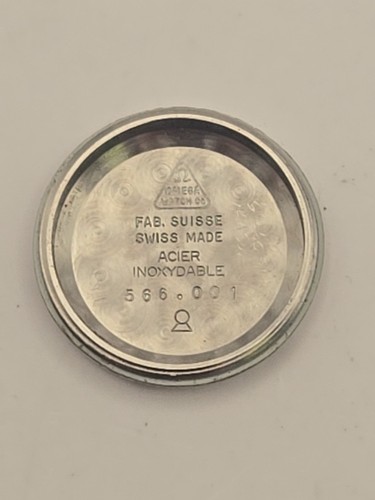 Ω
OMEGA
WATCH CO
FAB. SUISSE
SWISS MADE
ACIER
INOXYDABLE
566.001